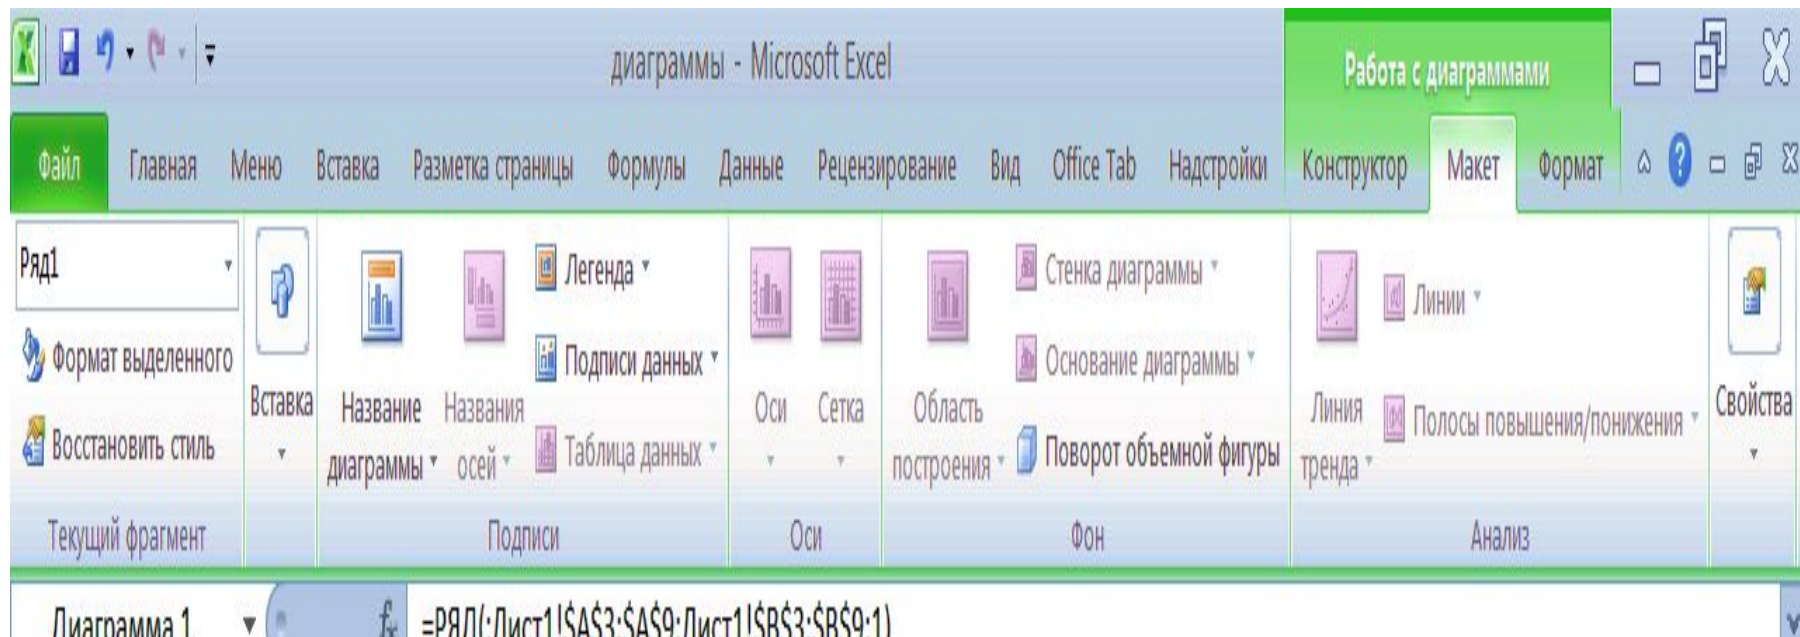 диаграммы - Microsoft Excel
Работа с диаграммами
Файл Главная Меню Вставка Разметка страницы Формулы Данные Рецензирование Вид Office Tab Надстройки Конструктор Макет Формат
Ряд1
Формат выделенного
Восстановить стиль
Текущий фрагмент
Вставка
Название диаграммы
Названия осей
Легенда
Подписи данных
Таблица данных
Подписи
Оси
Сетка
Оси
Область построения
Стенка диаграммы
Основание диаграммы
Поворот объемной фигуры
Фон
Линия тренда
Линии
Полосы повышения/понижения
Анализ
Свойства
Диаграмма 1
fx
=РЯД(;Лист1!$A$3:$A$9;Лист1!$B$3:$B$9;1)